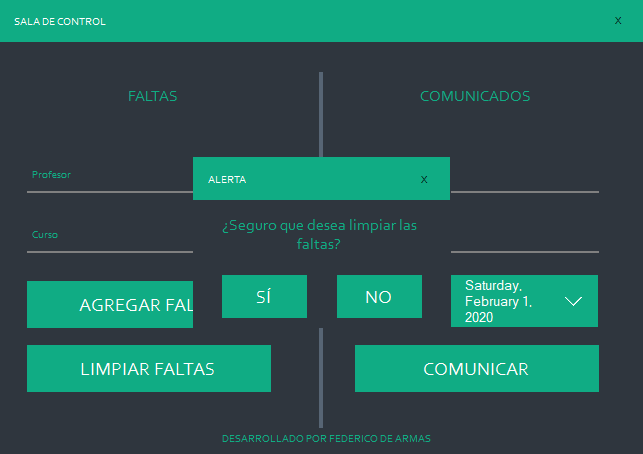 SALA DE CONTROL
x
FALTAS
COMUNICADOS
Profesor
ALERTA
x
Curso
¿Seguro que desea limpiar las
faltas?
AGREGAR FAL
SÍ
NO
Saturday,
February 1,
2020
LIMPIAR FALTAS
COMUNICAR
DESARROLLADO POR FEDERICO DE ARMAS